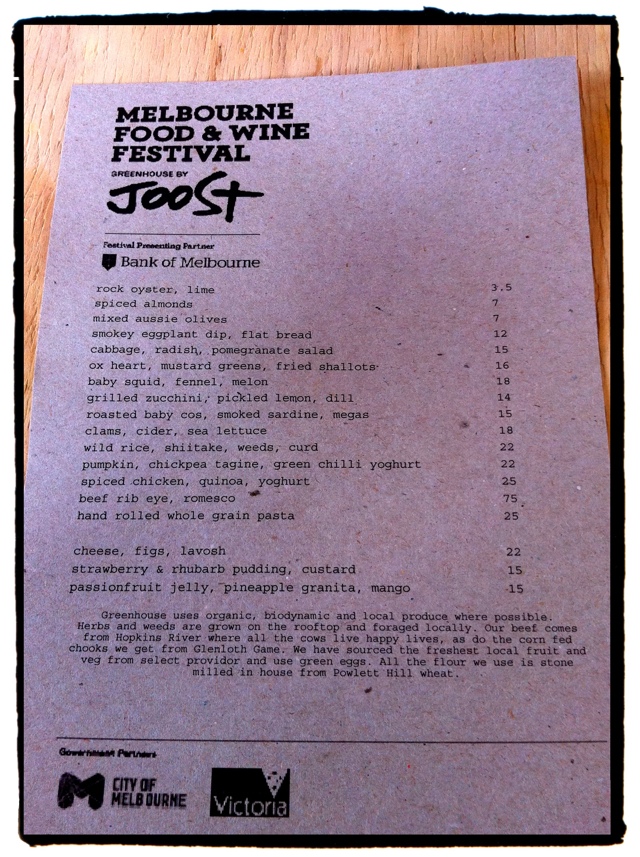 MELBOURNE
FOOD & WINE
FESTIVAL
GREENHOUSE BY
JOOST
Festival Presenting Partner
Bank of Melbourne
rock oyster, lime 3.5
spiced almonds 7
mixed aussie olives 7
smokey eggplant dip, flat bread 12
cabbage, radish, pomegranate salad 15
ox heart, mustard greens, fried shallots 16
baby squid, fennel, melon 18
grilled zucchini, pickled lemon, dill 14
roasted baby cos, smoked sardine, megas 15
clams, cider, sea lettuce 18
wild rice, shiitake, weeds, curd 22
pumpkin, chickpea tagine, green chilli yoghurt 22
spiced chicken, quinoa, yoghurt 25
beef rib eye, romesco 75
hand rolled whole grain pasta 25
cheese, figs, lavosh 22
strawberry & rhubarb pudding, custard 15
passionfruit jelly, pineapple granita, mango 15
Greenhouse uses organic, biodynamic and local produce where possible.
Herbs and weeds are grown on the rooftop and foraged locally. Our beef comes
from Hopkins River where all the cows live happy lives, as do the corn fed
chooks we get from Glenloth Game. We have sourced the freshest local fruit and
veg from select providor and use green eggs. All the flour we use is stone
milled in house from Powlett Hill wheat.
Government Partners
CITY OF
MELBOURNE
Victoria